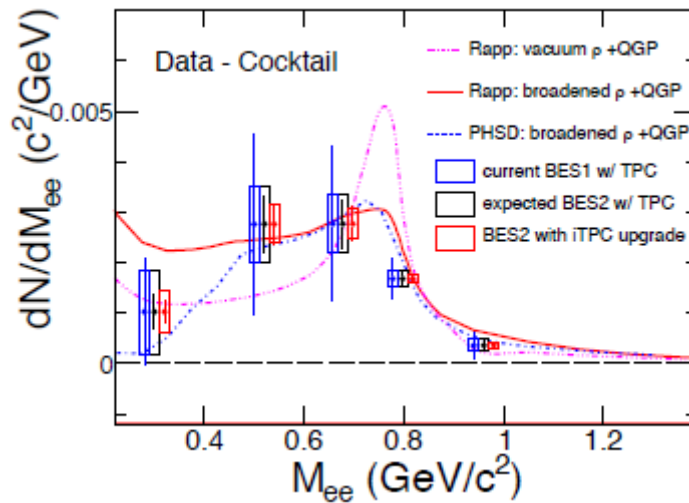 Data - Cocktail
Rapp: vacuum ρ +QGP
Rapp: broadened ρ +QGP
PHSD: broadened ρ +QGP
current BES1 w/ TPC
expected BES2 w/ TPC
BES2 with iTPC upgrade
dN/dM_ee (c²/GeV)
0.005
0
0.4 0.6 0.8 1 1.2
M_ee (GeV/c²)